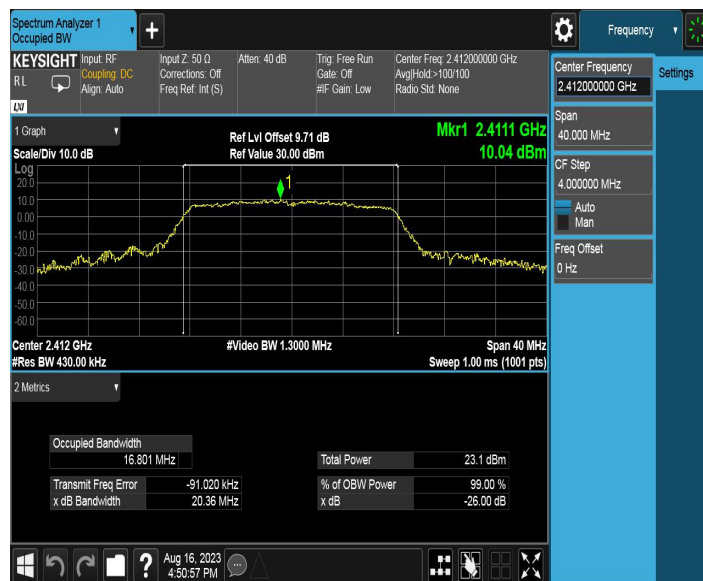 Spectrum Analyzer 1
Occupied BW
+
Frequency
KEYSIGHT
RL
LXI
Input: RF
Coupling: DC
Align: Auto
Input Z: 50 Ω
Corrections: Off
Freq Ref: Int (S)
Atten: 40 dB
Trig: Free Run
Gate: Off
#IF Gain: Low
Center Freq: 2.412000000 GHz
Avg|Hold:>100/100
Radio Std: None
Center Frequency
2.412000000 GHz
Settings
Span
40.000 MHz
CF Step
4.000000 MHz
Auto
Man
Freq Offset
0 Hz
1 Graph
Scale/Div 10.0 dB
Ref Lvl Offset 9.71 dB
Ref Value 30.00 dBm
Mkr1 2.4111 GHz
10.04 dBm
Log
20.0
10.0
0.00
-10.0
-20.0
-30.0
-40.0
-50.0
-60.0
1
Center 2.412 GHz
#Video BW 1.3000 MHz
Span 40 MHz
#Res BW 430.00 kHz
Sweep 1.00 ms (1001 pts)
2 Metrics
Occupied Bandwidth
16.801 MHz
Total Power 23.1 dBm
Transmit Freq Error -91.020 kHz
% of OBW Power 99.00 %
x dB Bandwidth 20.36 MHz
x dB -26.00 dB
?
Aug 16, 2023
4:50:57 PM